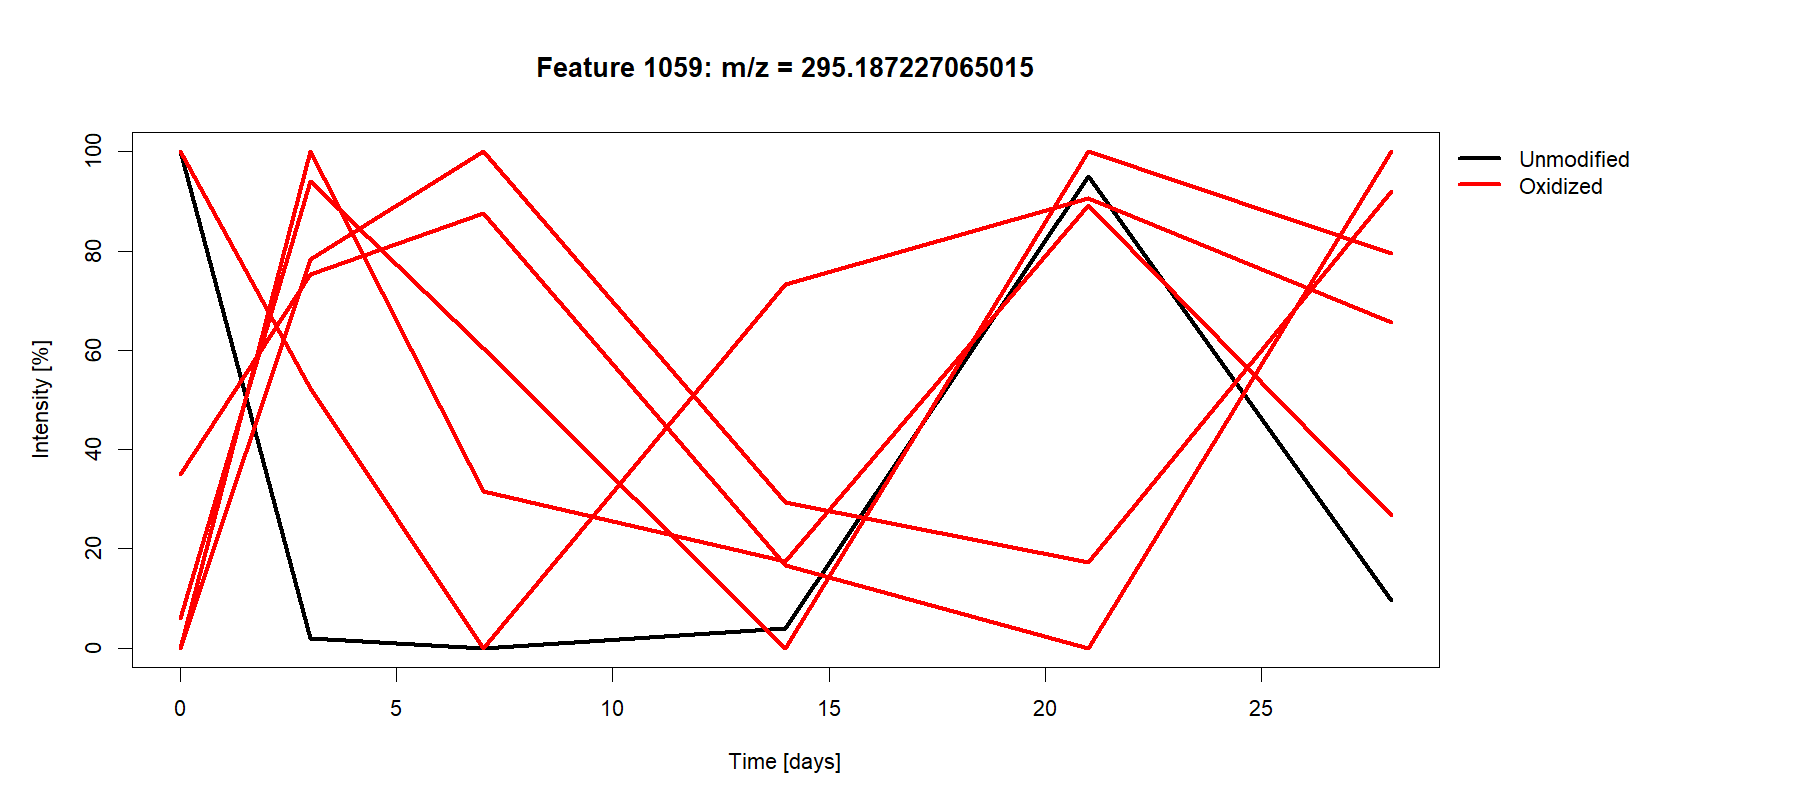 Feature 1059: m/z = 295.187227065015
100
80
60
40
20
0
Intensity [%]
0 5 10 15 20 25
Time [days]
Unmodified
Oxidized